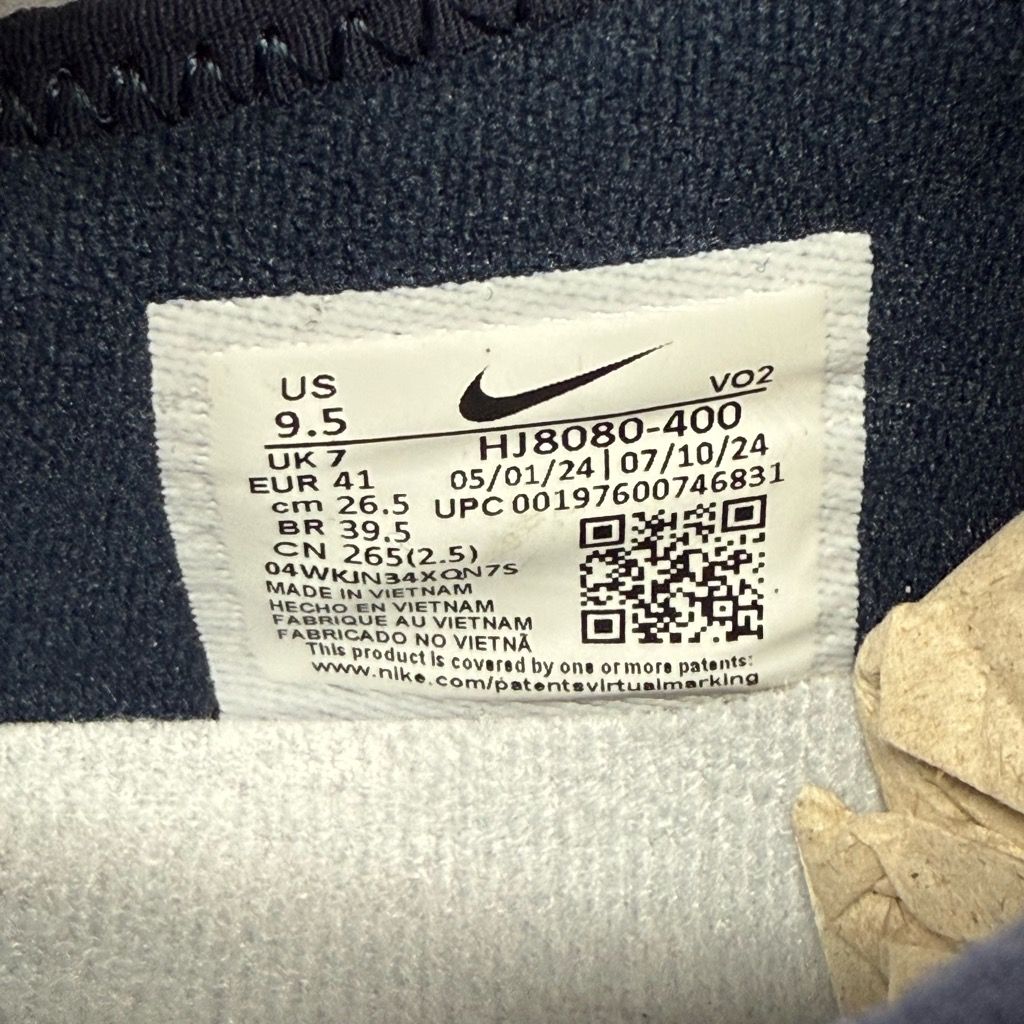 US
9.5
VO2
HJ8080-400
UK 7
05/01/24 | 07/10/24
EUR 41
UPC 00197600746831
cm 26.5
BR 39.5
CN 265(2.5)
04WKJN34XQN7S
MADE IN VIETNAM
HECHO EN VIETNAM
FABRIQUE AU VIETNAM
FABRICADO NO VIETNÃ
This product is covered by one or more patents:
www.nike.com/patentsvirtualmarking